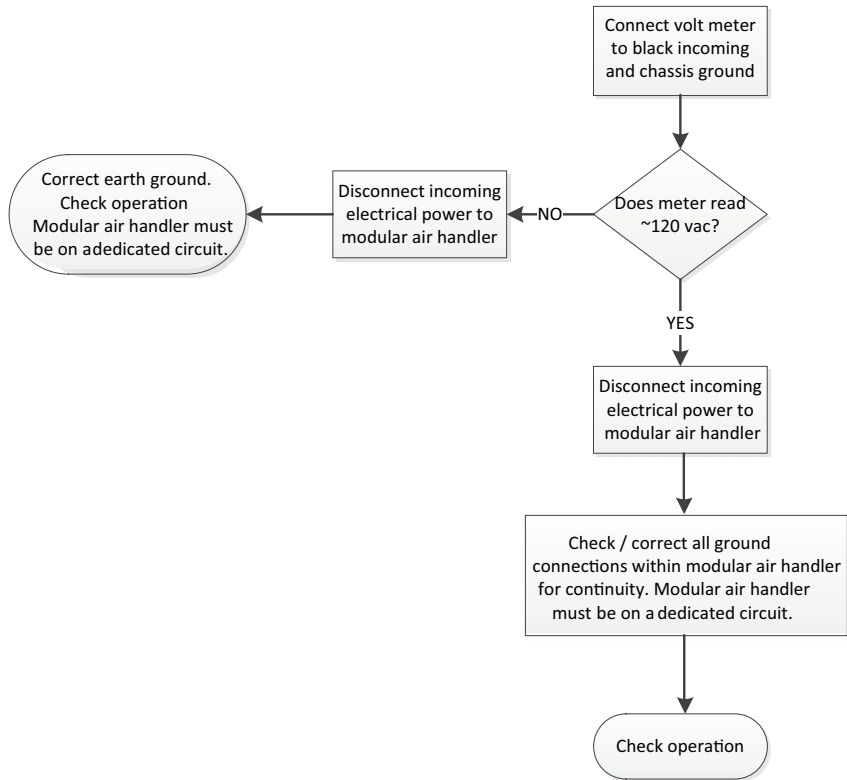 Connect volt meter
to black incoming
and chassis ground
Does meter read
~120 vac?
NO
Disconnect incoming
electrical power to
modular air handler
Correct earth ground.
Check operation
Modular air handler must
be on adedicated circuit.
YES
Disconnect incoming
electrical power to
modular air handler
Check / correct all ground
connections within modular air handler
for continuity. Modular air handler
must be on a dedicated circuit.
Check operation